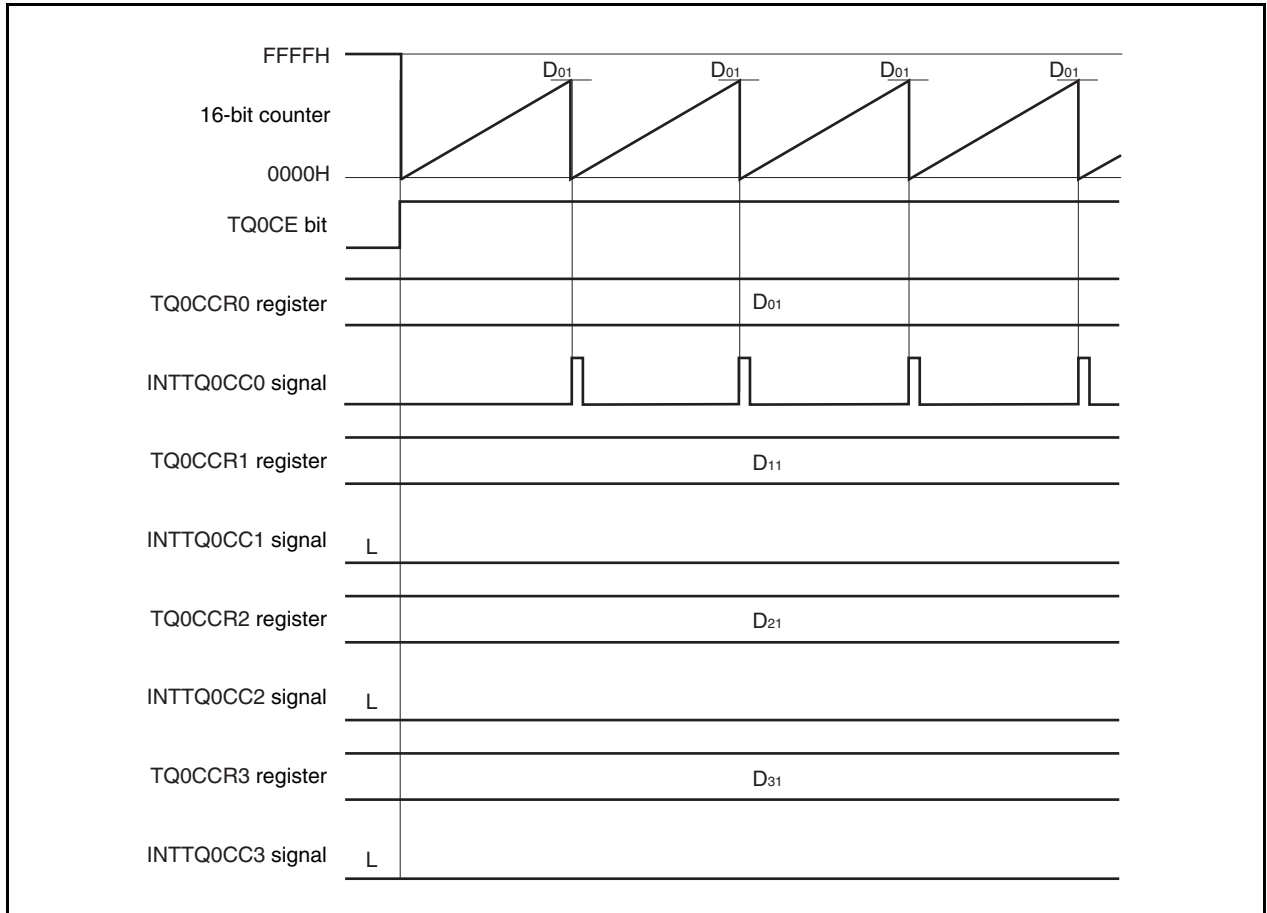 FFFFH
D01 D01 D01 D01
16-bit counter
0000H
TQ0CE bit
TQ0CCR0 register D01
INTTQ0CC0 signal
TQ0CCR1 register D11
INTTQ0CC1 signal L
TQ0CCR2 register D21
INTTQ0CC2 signal L
TQ0CCR3 register D31
INTTQ0CC3 signal L